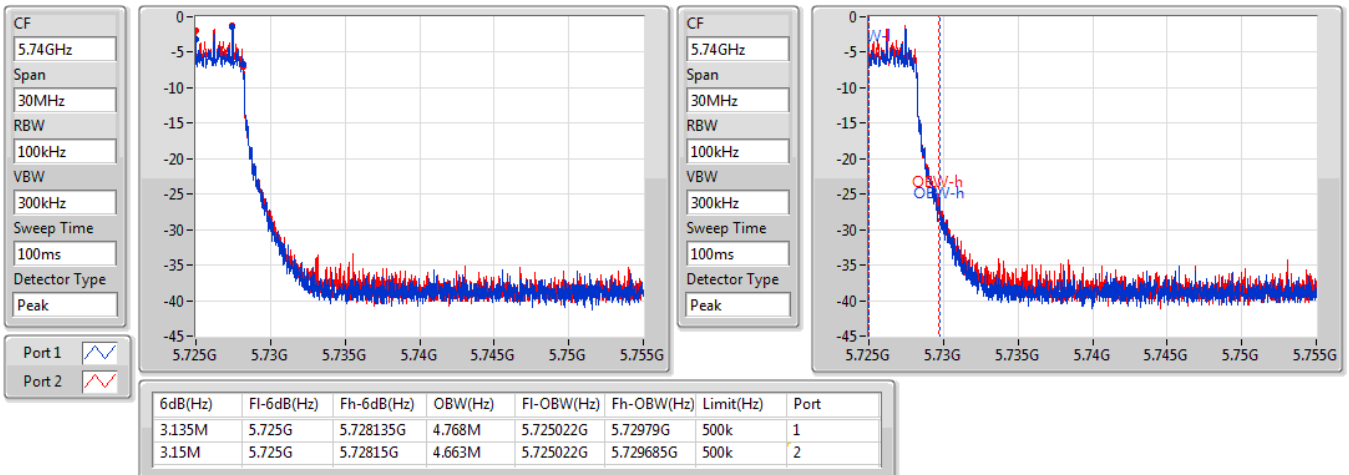 CF
5.74GHz
Span
30MHz
RBW
100kHz
VBW
300kHz
Sweep Time
100ms
Detector Type
Peak
Port 1
Port 2
0-
-5-
-10-
-15-
-20-
-25-
-30-
-35-
-40-
-45-
5.725G 5.73G 5.735G 5.74G 5.745G 5.75G 5.755G
CF
5.74GHz
Span
30MHz
RBW
100kHz
VBW
300kHz
Sweep Time
100ms
Detector Type
Peak
0-
-5-
-10-
-15-
-20-
-25-
-30-
-35-
-40-
-45-
OBW-h
OBW-h
5.725G 5.73G 5.735G 5.74G 5.745G 5.75G 5.755G
6dB(Hz) Fl-6dB(Hz) Fh-6dB(Hz) OBW(Hz) Fl-OBW(Hz) Fh-OBW(Hz) Limit(Hz) Port
3.135M 5.725G 5.728135G 4.768M 5.725022G 5.72979G 500k 1
3.15M 5.725G 5.72815G 4.663M 5.725022G 5.729685G 500k 2